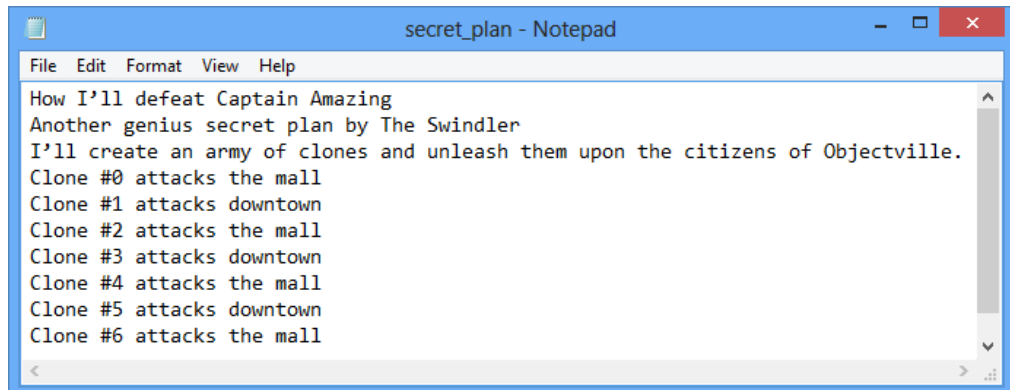 secret_plan - Notepad
File Edit Format View Help
How I’ll defeat Captain Amazing
Another genius secret plan by The Swindler
I’ll create an army of clones and unleash them upon the citizens of Objectville.
Clone #0 attacks the mall
Clone #1 attacks downtown
Clone #2 attacks the mall
Clone #3 attacks downtown
Clone #4 attacks the mall
Clone #5 attacks downtown
Clone #6 attacks the mall